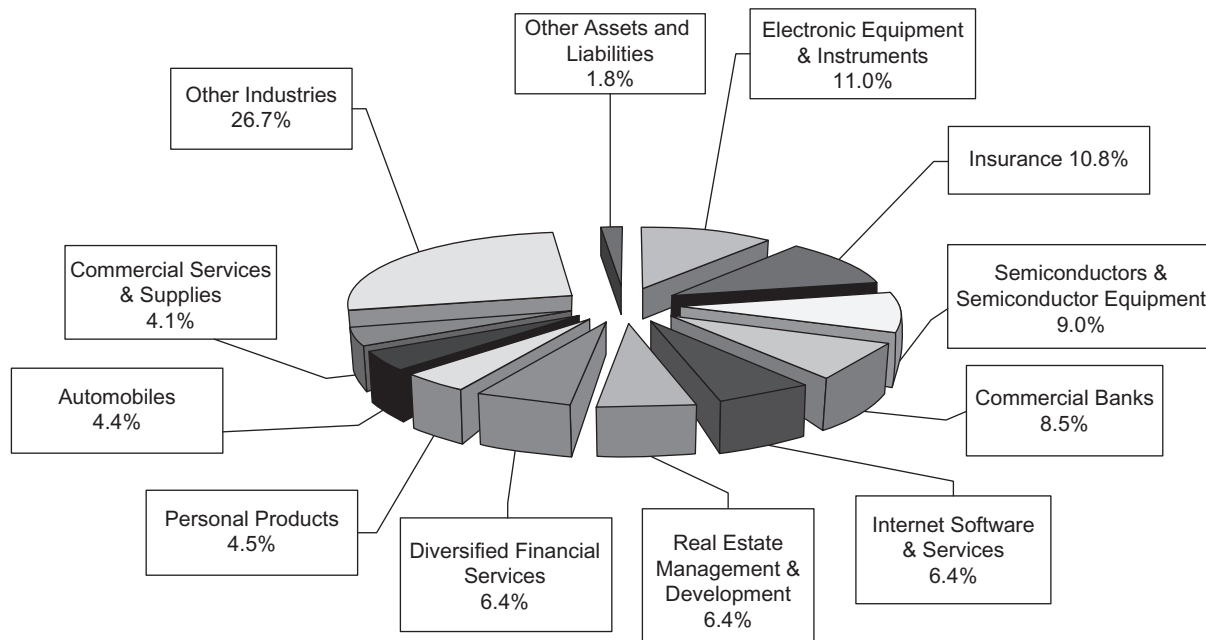 Other Assets and
Liabilities
1.8%
Electronic Equipment
& Instruments
11.0%
Insurance 10.8%
Semiconductors &
Semiconductor Equipment
9.0%
Commercial Banks
8.5%
Internet Software
& Services
6.4%
Real Estate
Management &
Development
6.4%
Diversified Financial
Services
6.4%
Personal Products
4.5%
Automobiles
4.4%
Commercial Services
& Supplies
4.1%
Other Industries
26.7%